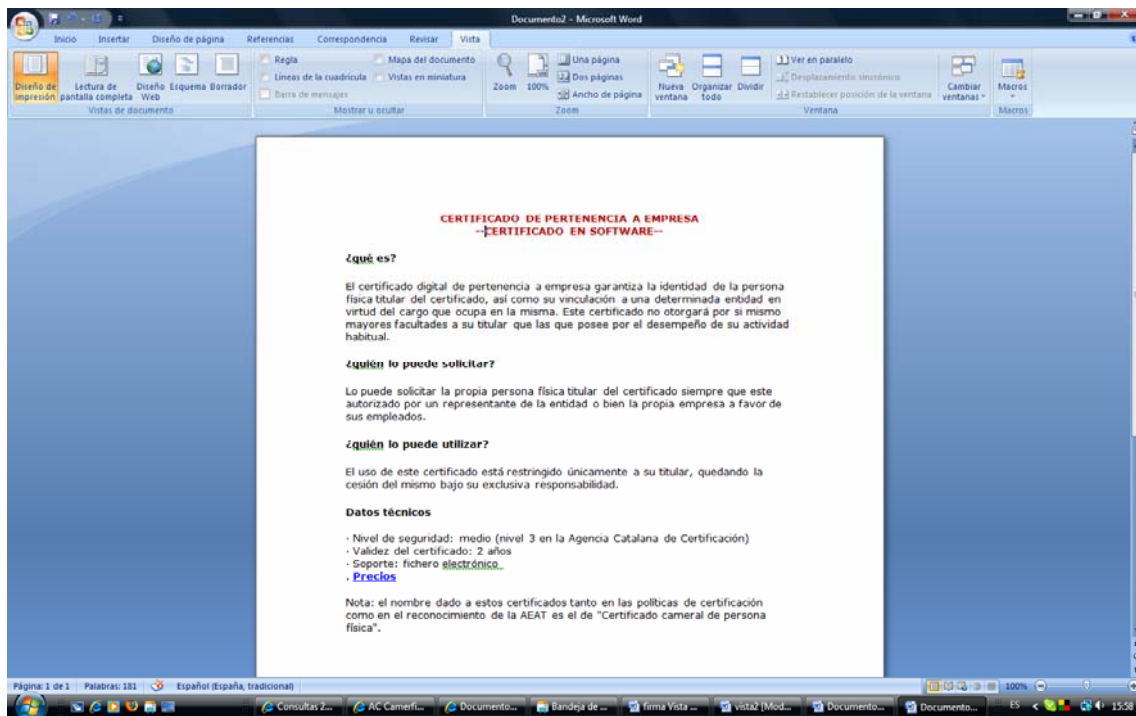 Documento2 - Microsoft Word
Inicio Insertar Diseño de página Referencias Correspondencia Revisar Vista
Diseño de impresión
Lectura de pantalla completa
Diseño Web
Esquema
Borrador
Vistas de documento
Regla
Líneas de la cuadrícula
Barra de mensajes
Mapa del documento
Vistas en miniatura
Mostrar u ocultar
Zoom
100%
Una página
Dos páginas
Ancho de página
Zoom
Nueva ventana
Organizar todo
Dividir
Ver en paralelo
Desplazamiento sincrónico
Restablecer posición de la ventana
Cambiar ventanas
Ventana
Macros
Macros
CERTIFICADO DE PERTENENCIA A EMPRESA
--CERTIFICADO EN SOFTWARE--
¿qué es?
El certificado digital de pertenencia a empresa garantiza la identidad de la persona
física titular del certificado, así como su vinculación a una determinada entidad en
virtud del cargo que ocupa en la misma. Este certificado no otorgará por si mismo
mayores facultades a su titular que las que posee por el desempeño de su actividad
habitual.
¿quién lo puede solicitar?
Lo puede solicitar la propia persona física titular del certificado siempre que este
autorizado por un representante de la entidad o bien la propia empresa a favor de
sus empleados.
¿quién lo puede utilizar?
El uso de este certificado está restringido únicamente a su titular, quedando la
cesión del mismo bajo su exclusiva responsabilidad.
Datos técnicos
· Nivel de seguridad: medio (nivel 3 en la Agencia Catalana de Certificación)
· Validez del certificado: 2 años
· Soporte: fichero electrónico
. Precios
Nota: el nombre dado a estos certificados tanto en las políticas de certificación
como en el reconocimiento de la AEAT es el de "Certificado cameral de persona
física".
Página: 1 de 1 Palabras: 181 Español (España, tradicional) 100%
Consultas 2... AC Camerfi... Documento... Bandeja de ... firma Vista ... vista2 [Mod... Documento... Documento... ES 15:58